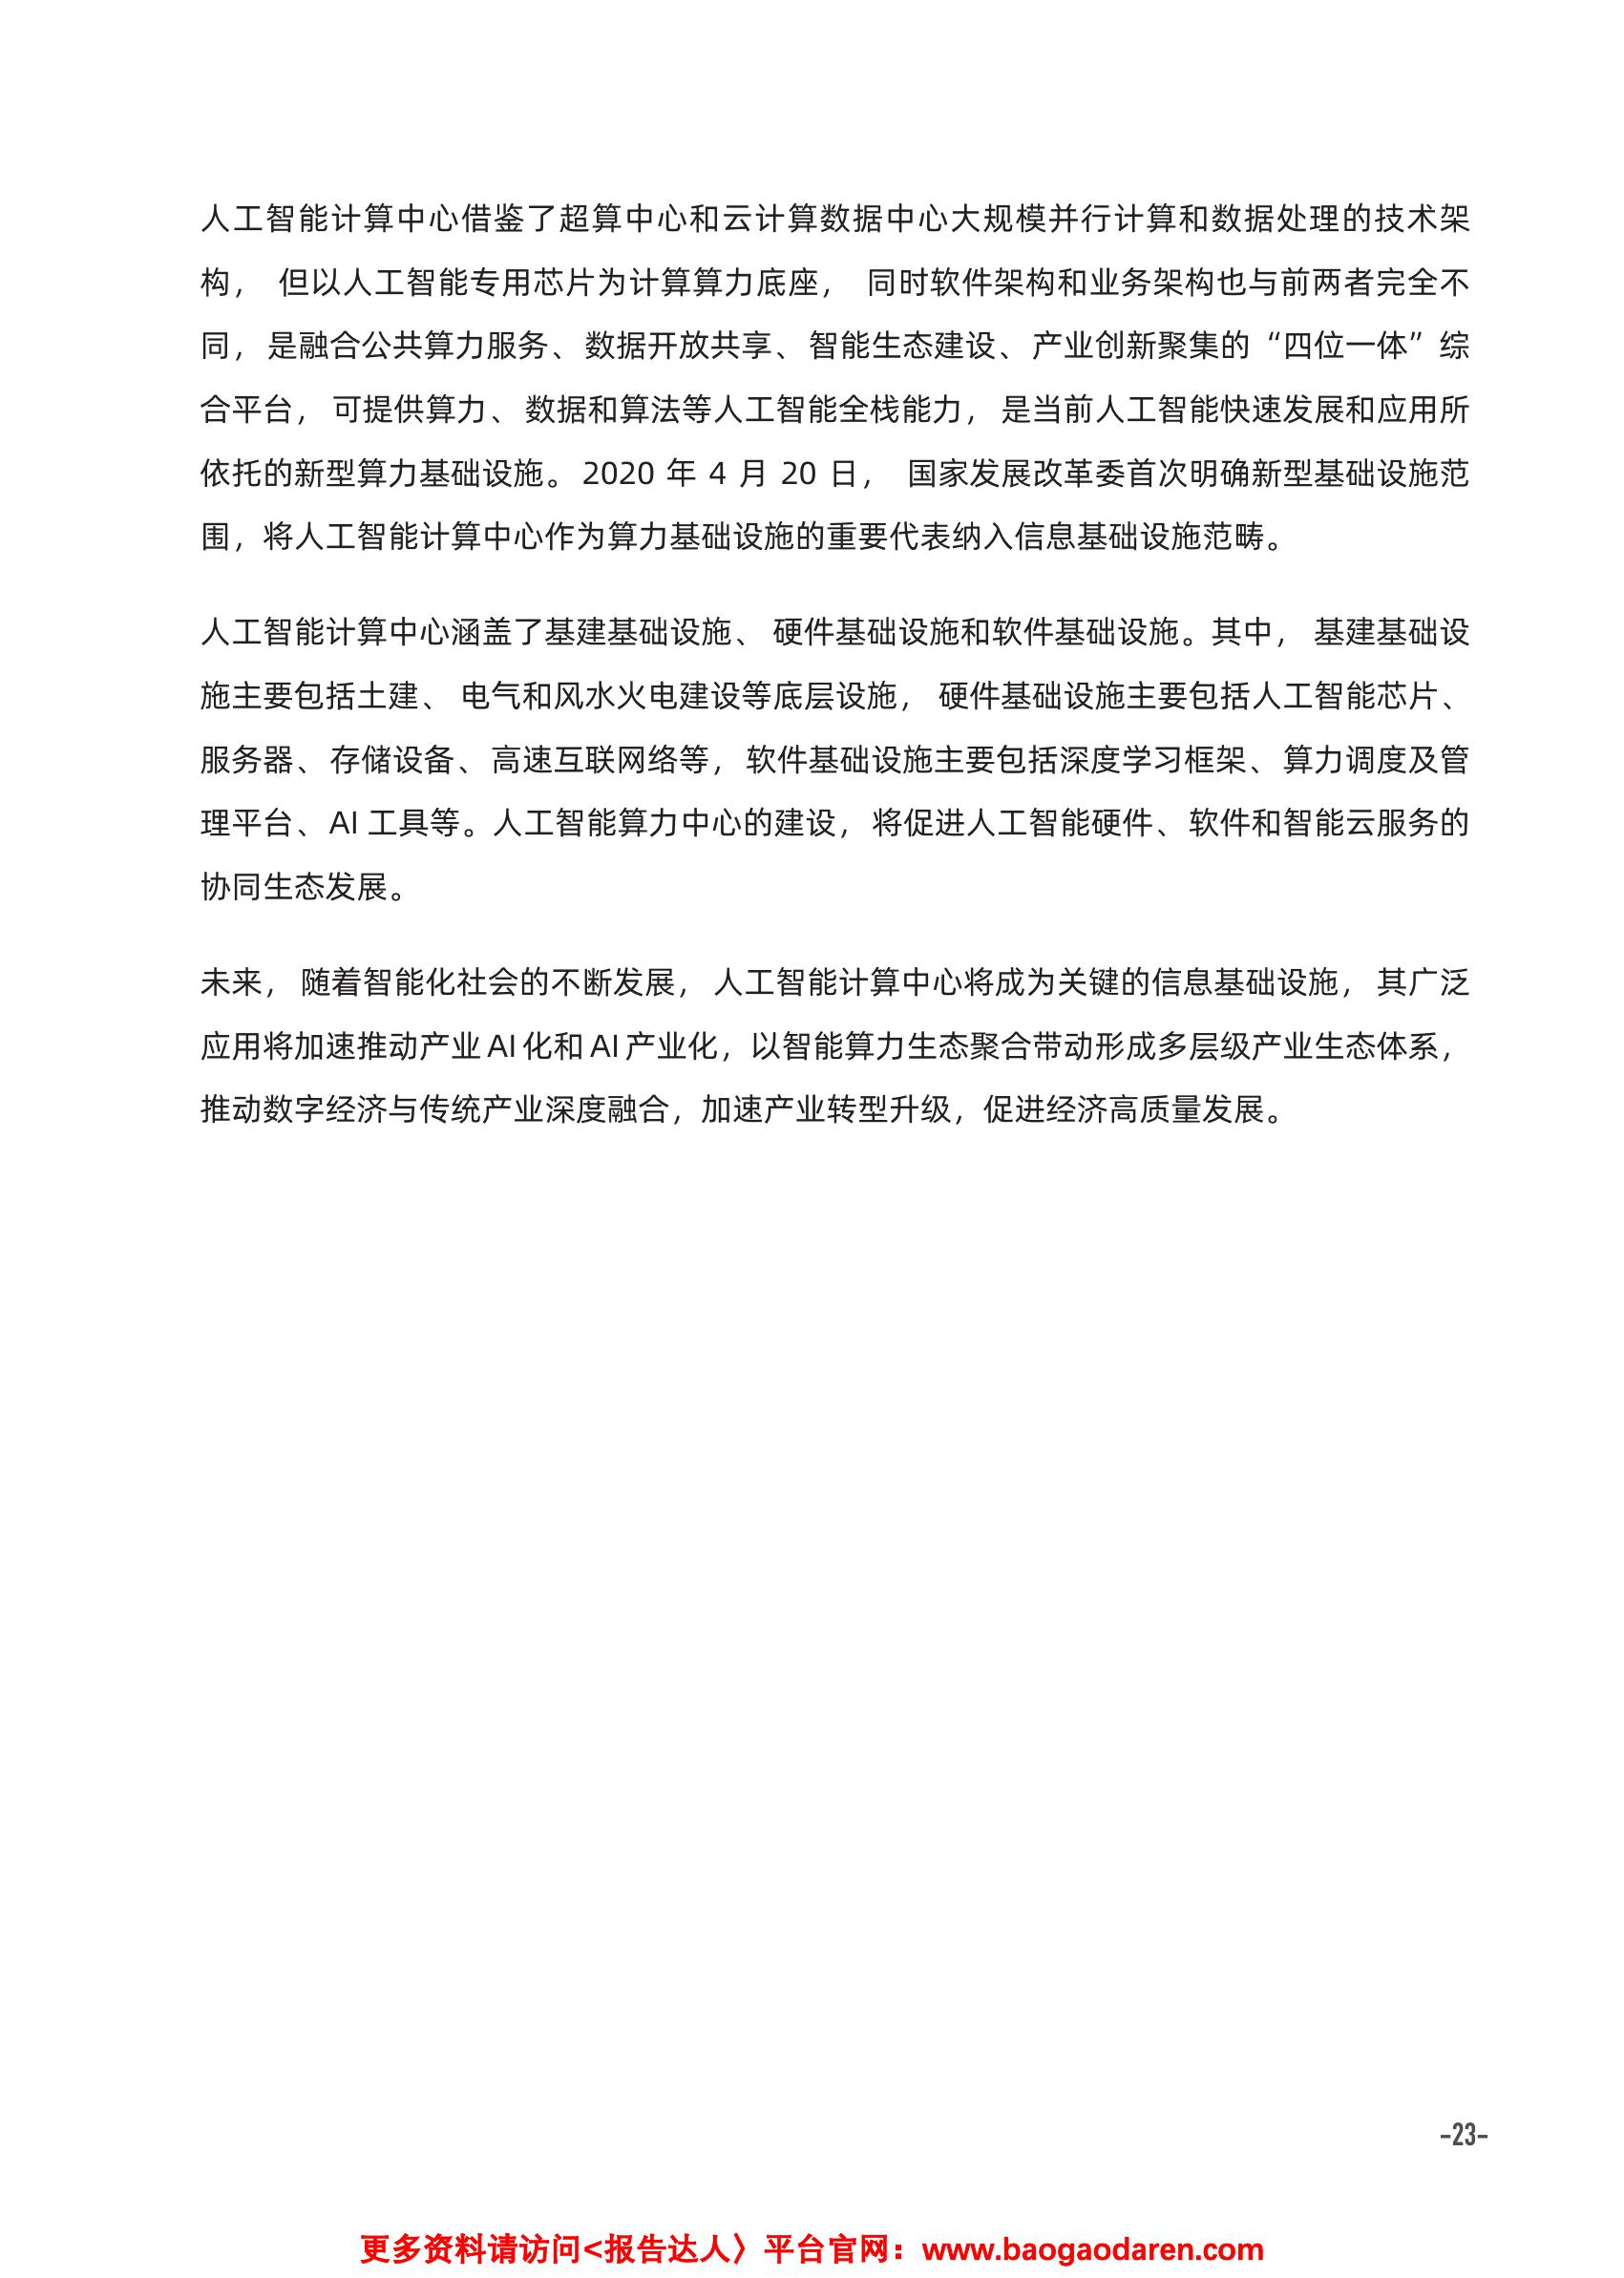 人工智能计算中心借鉴了超算中心和云计算数据中心大规模并行计算和数据处理的技术架
构， 但以人工智能专用芯片为计算算力底座， 同时软件架构和业务架构也与前两者完全不
同，是融合公共算力服务、数据开放共享、智能生态建设、产业创新聚集的“四位一体”综
合平台， 可提供算力、数据和算法等人工智能全栈能力， 是当前人工智能快速发展和应用所
依托的新型算力基础设施。2020 年 4 月 20 日， 国家发展改革委首次明确新型基础设施范
围，将人工智能计算中心作为算力基础设施的重要代表纳入信息基础设施范畴。
人工智能计算中心涵盖了基建基础设施、 硬件基础设施和软件基础设施。其中， 基建基础设
施主要包括土建、 电气和风水火电建设等底层设施， 硬件基础设施主要包括人工智能芯片、
服务器、存储设备、高速互联网络等，软件基础设施主要包括深度学习框架、算力调度及管
理平台、AI 工具等。人工智能算力中心的建设，将促进人工智能硬件、软件和智能云服务的
协同生态发展。
未来， 随着智能化社会的不断发展， 人工智能计算中心将成为关键的信息基础设施， 其广泛
应用将加速推动产业 AI 化和 AI 产业化，以智能算力生态聚合带动形成多层级产业生态体系，
推动数字经济与传统产业深度融合，加速产业转型升级，促进经济高质量发展。
-23-
更多资料请访问<报告达人〉平台官网：www.baogaodaren.com